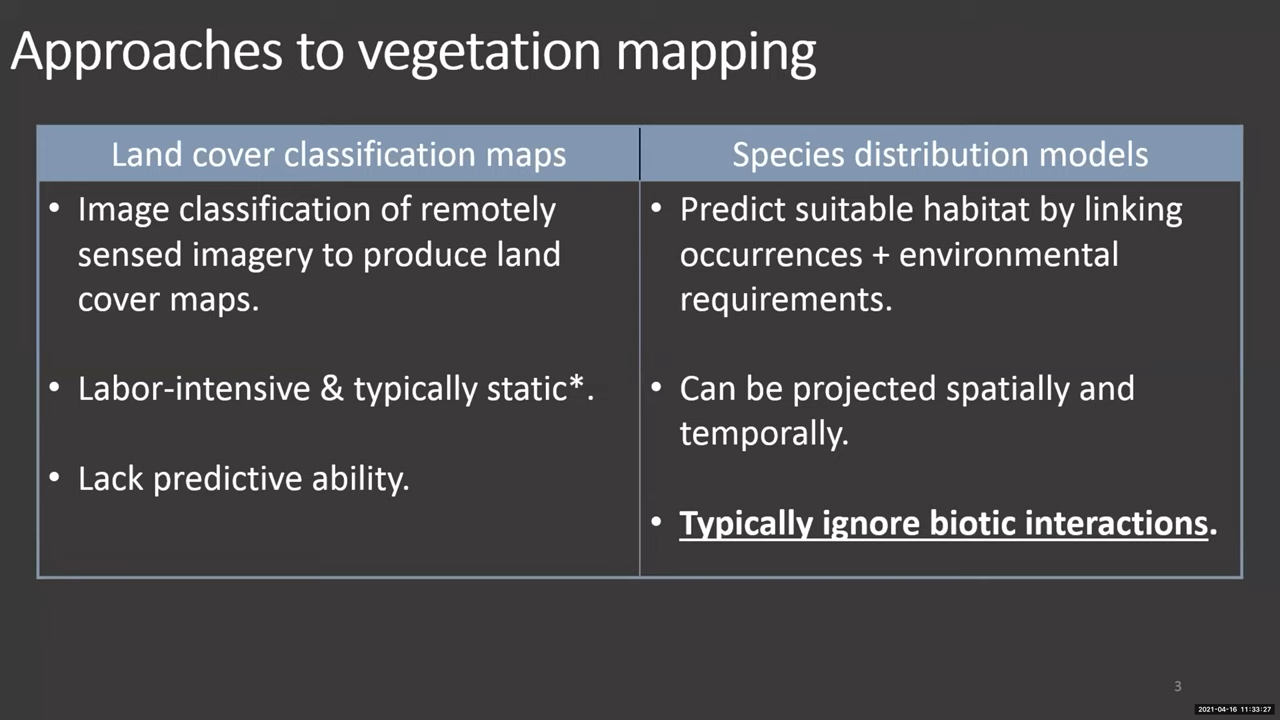 Approaches to vegetation mapping
Land cover classification maps
• Image classification of remotely
sensed imagery to produce land
cover maps.
• Labor-intensive & typically static*.
• Lack predictive ability.
Species distribution models
• Predict suitable habitat by linking
occurrences + environmental
requirements.
• Can be projected spatially and
temporally.
• Typically ignore biotic interactions.
3
2021-04-16 11:33:27